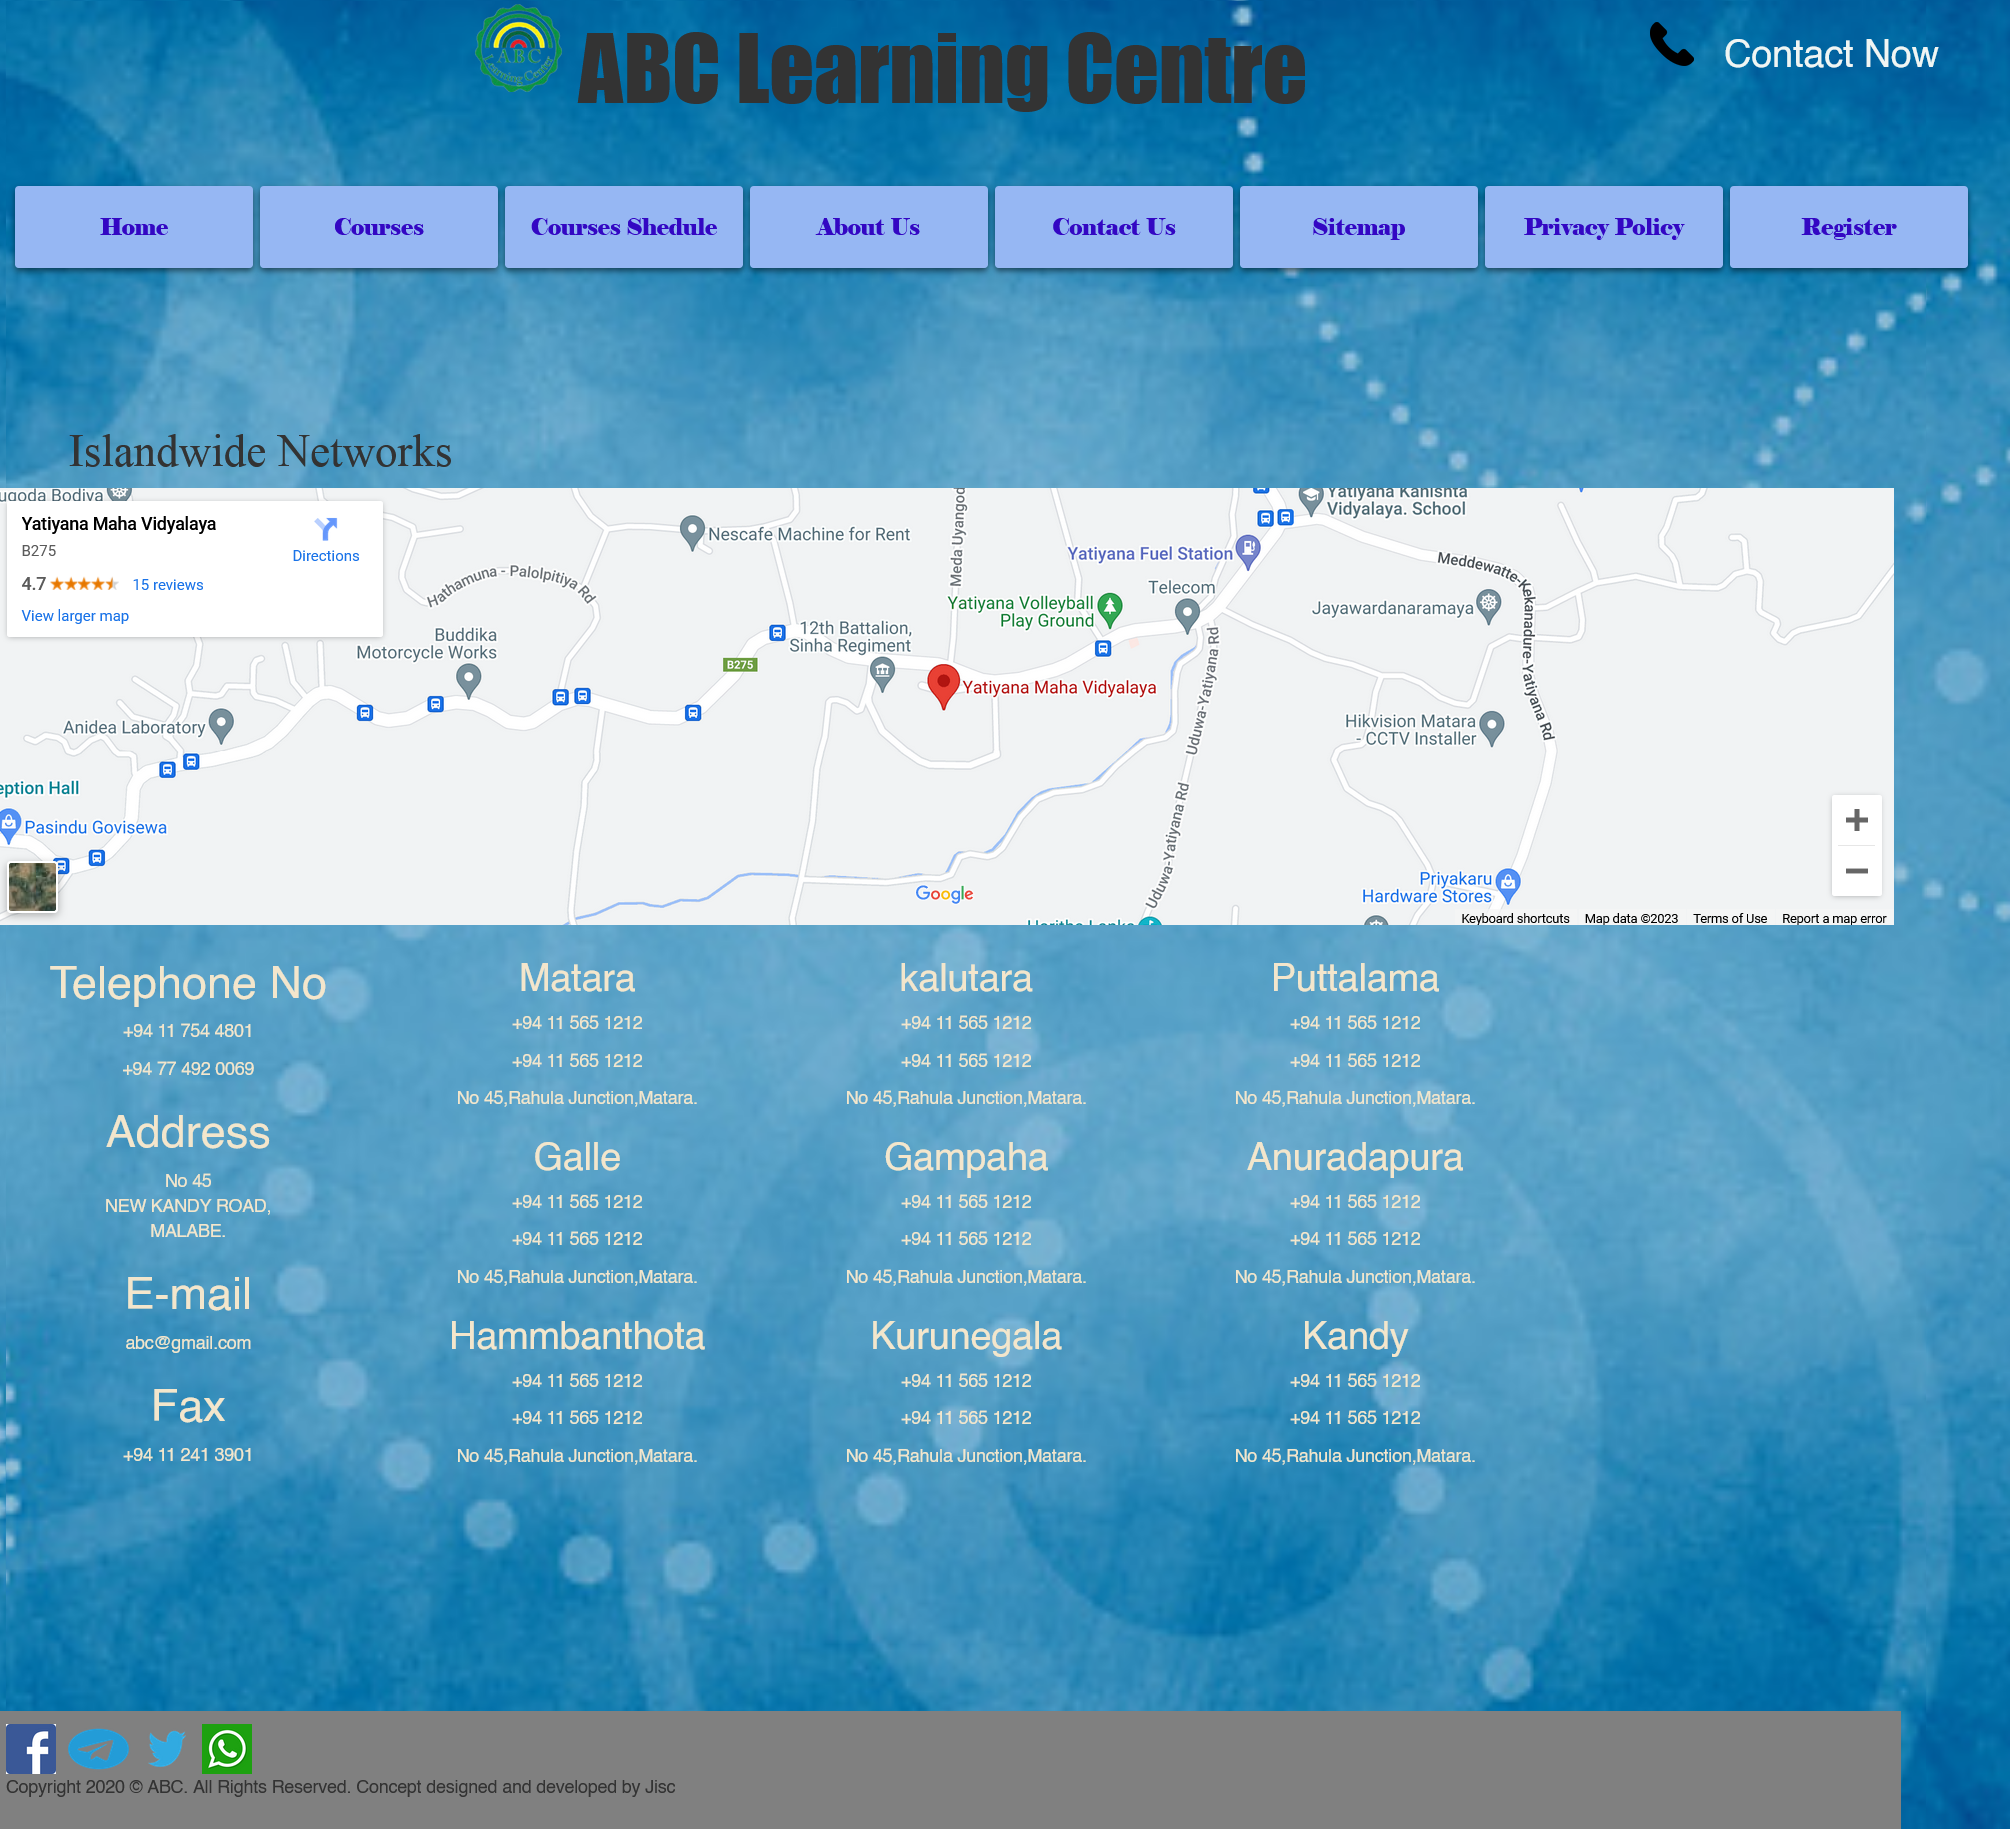 ABC
Learning Centre
ABC Learning Centre
Contact Now
Home
Courses
Courses Shedule
About Us
Contact Us
Sitemap
Privacy Policy
Register
Islandwide Networks
ugoda Bodiya
Yatiyana Maha Vidyalaya
B275
Directions
4.7
15 reviews
View larger map
Hathamuna - Palolpitiya Rd
Nescafe Machine for Rent
Meda Uyangod
Yatiyana Kanishta
Vidyalaya. School
Yatiyana Fuel Station
Meddewatte-Kekanadure-Yatiyana Rd
Telecom
Yatiyana Volleyball
Play Ground
Jayawardanaramaya
Buddika
Motorcycle Works
12th Battalion,
Sinha Regiment
B275
Yatiyana Maha Vidyalaya
Uduwa-Yatiyana Rd
Anidea Laboratory
Hikvision Matara
- CCTV Installer
eption Hall
Pasindu Govisewa
Uduwa-Yatiyana Rd
Google
Priyakaru
Hardware Stores
Haritha Lanka
Keyboard shortcuts
Map data ©2023
Terms of Use
Report a map error
Telephone No
+94 11 754 4801
+94 77 492 0069
Address
No 45
NEW KANDY ROAD,
MALABE.
E-mail
abc@gmail.com
Fax
+94 11 241 3901
Matara
+94 11 565 1212
+94 11 565 1212
No 45,Rahula Junction,Matara.
Galle
+94 11 565 1212
+94 11 565 1212
No 45,Rahula Junction,Matara.
Hammbanthota
+94 11 565 1212
+94 11 565 1212
No 45,Rahula Junction,Matara.
kalutara
+94 11 565 1212
+94 11 565 1212
No 45,Rahula Junction,Matara.
Gampaha
+94 11 565 1212
+94 11 565 1212
No 45,Rahula Junction,Matara.
Kurunegala
+94 11 565 1212
+94 11 565 1212
No 45,Rahula Junction,Matara.
Puttalama
+94 11 565 1212
+94 11 565 1212
No 45,Rahula Junction,Matara.
Anuradapura
+94 11 565 1212
+94 11 565 1212
No 45,Rahula Junction,Matara.
Kandy
+94 11 565 1212
+94 11 565 1212
No 45,Rahula Junction,Matara.
Copyright 2020 © ABC. All Rights Reserved. Concept designed and developed by Jisc